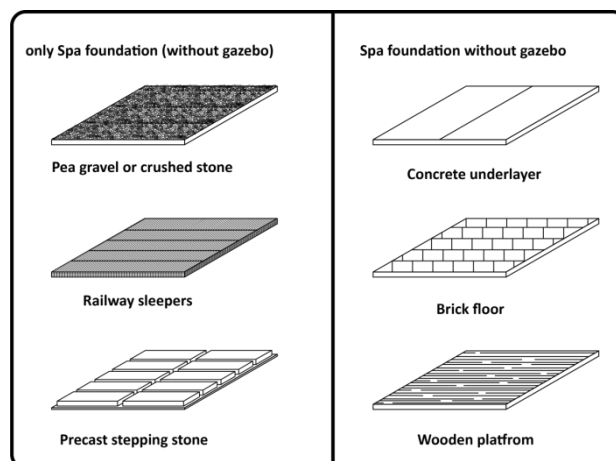 only Spa foundation (without gazebo)
Pea gravel or crushed stone
Railway sleepers
Precast stepping stone
Spa foundation without gazebo
Concrete underlayer
Brick floor
Wooden platfrom